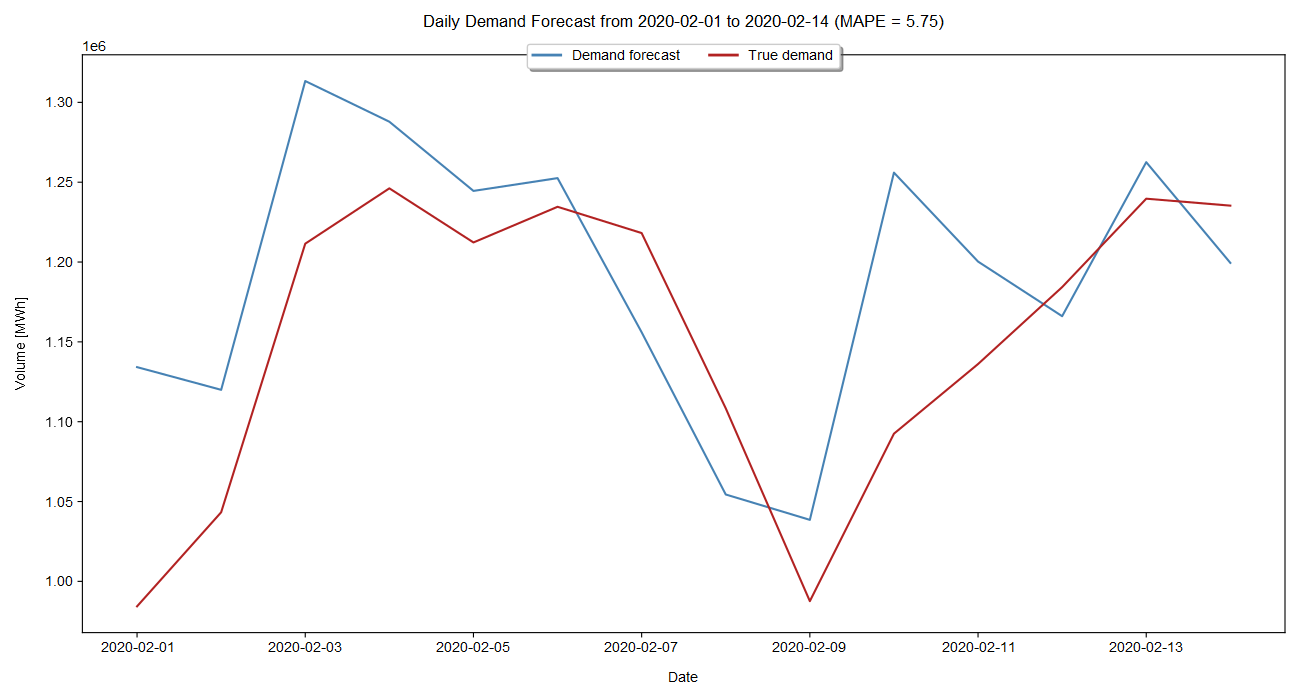 Daily Demand Forecast from 2020-02-01 to 2020-02-14 (MAPE = 5.75)
1e6
Demand forecast True demand
1.30
1.25
1.20
1.15
1.10
1.05
1.00
Volume [MWh]
2020-02-01 2020-02-03 2020-02-05 2020-02-07 2020-02-09 2020-02-11 2020-02-13
Date